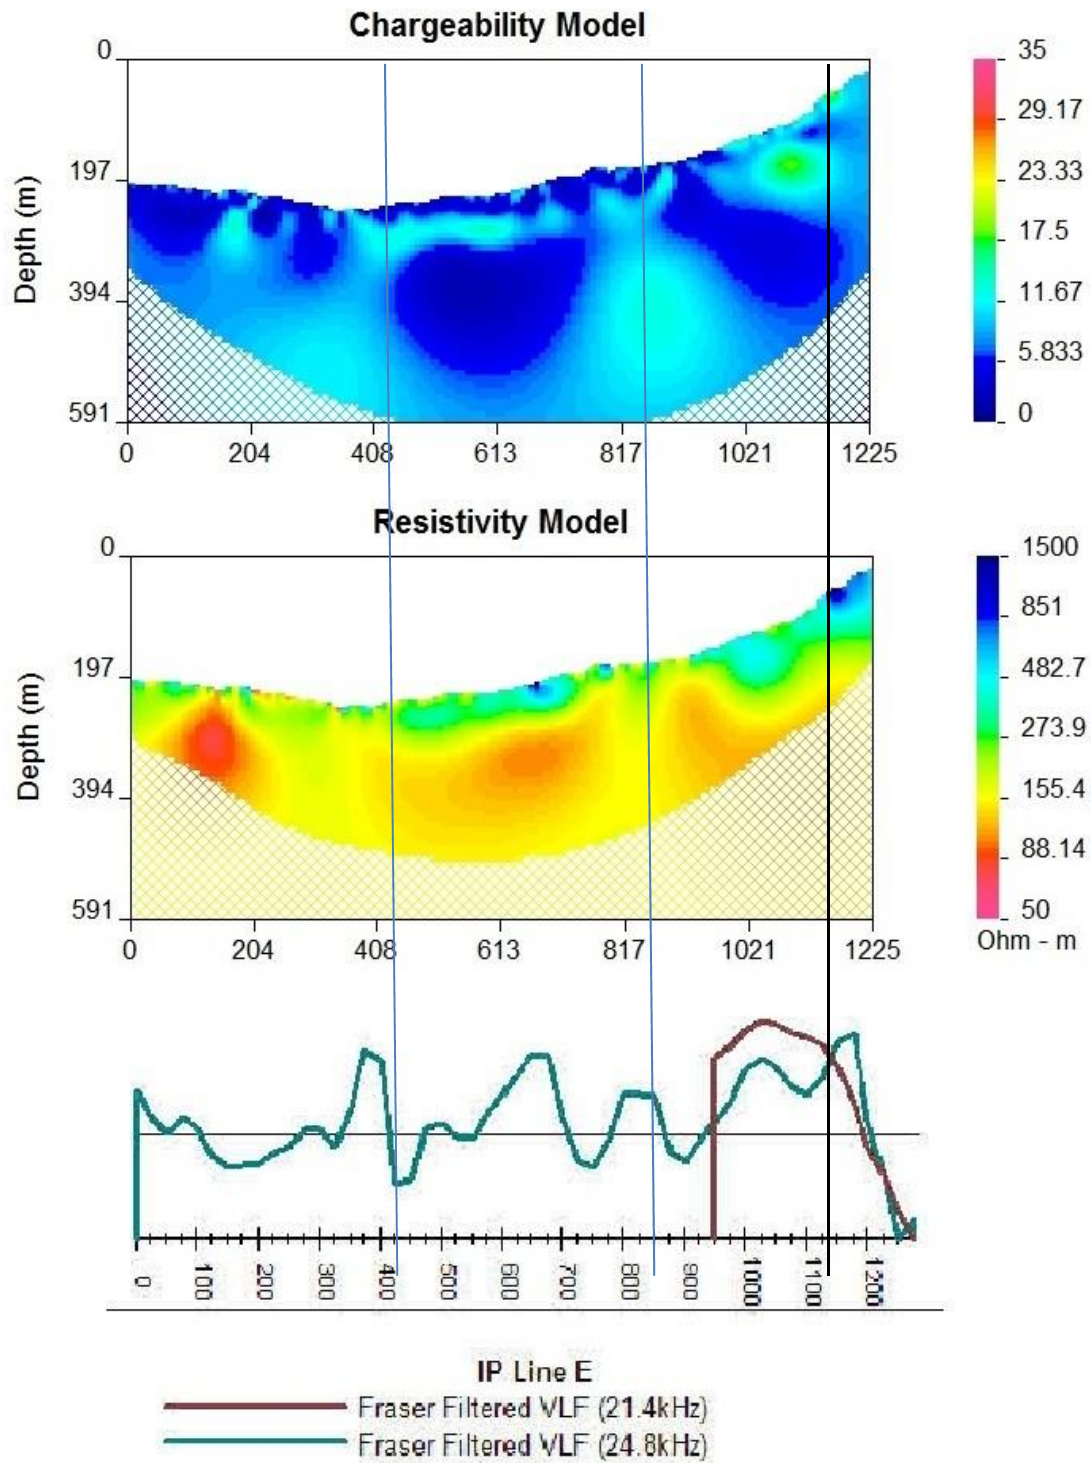 Chargeability Model
Depth (m)
0
197
394
591
0 204 408 613 817 1021 1225
35
29.17
23.33
17.5
11.67
5.833
0
Resistivity Model
Depth (m)
0
197
394
591
0 204 408 613 817 1021 1225
1500
851
482.7
273.9
155.4
88.14
50
Ohm - m
0 100 200 300 400 500 600 700 800 900 1000 1100 1200
IP Line E
Fraser Filtered VLF (21.4kHz)
Fraser Filtered VLF (24.8kHz)